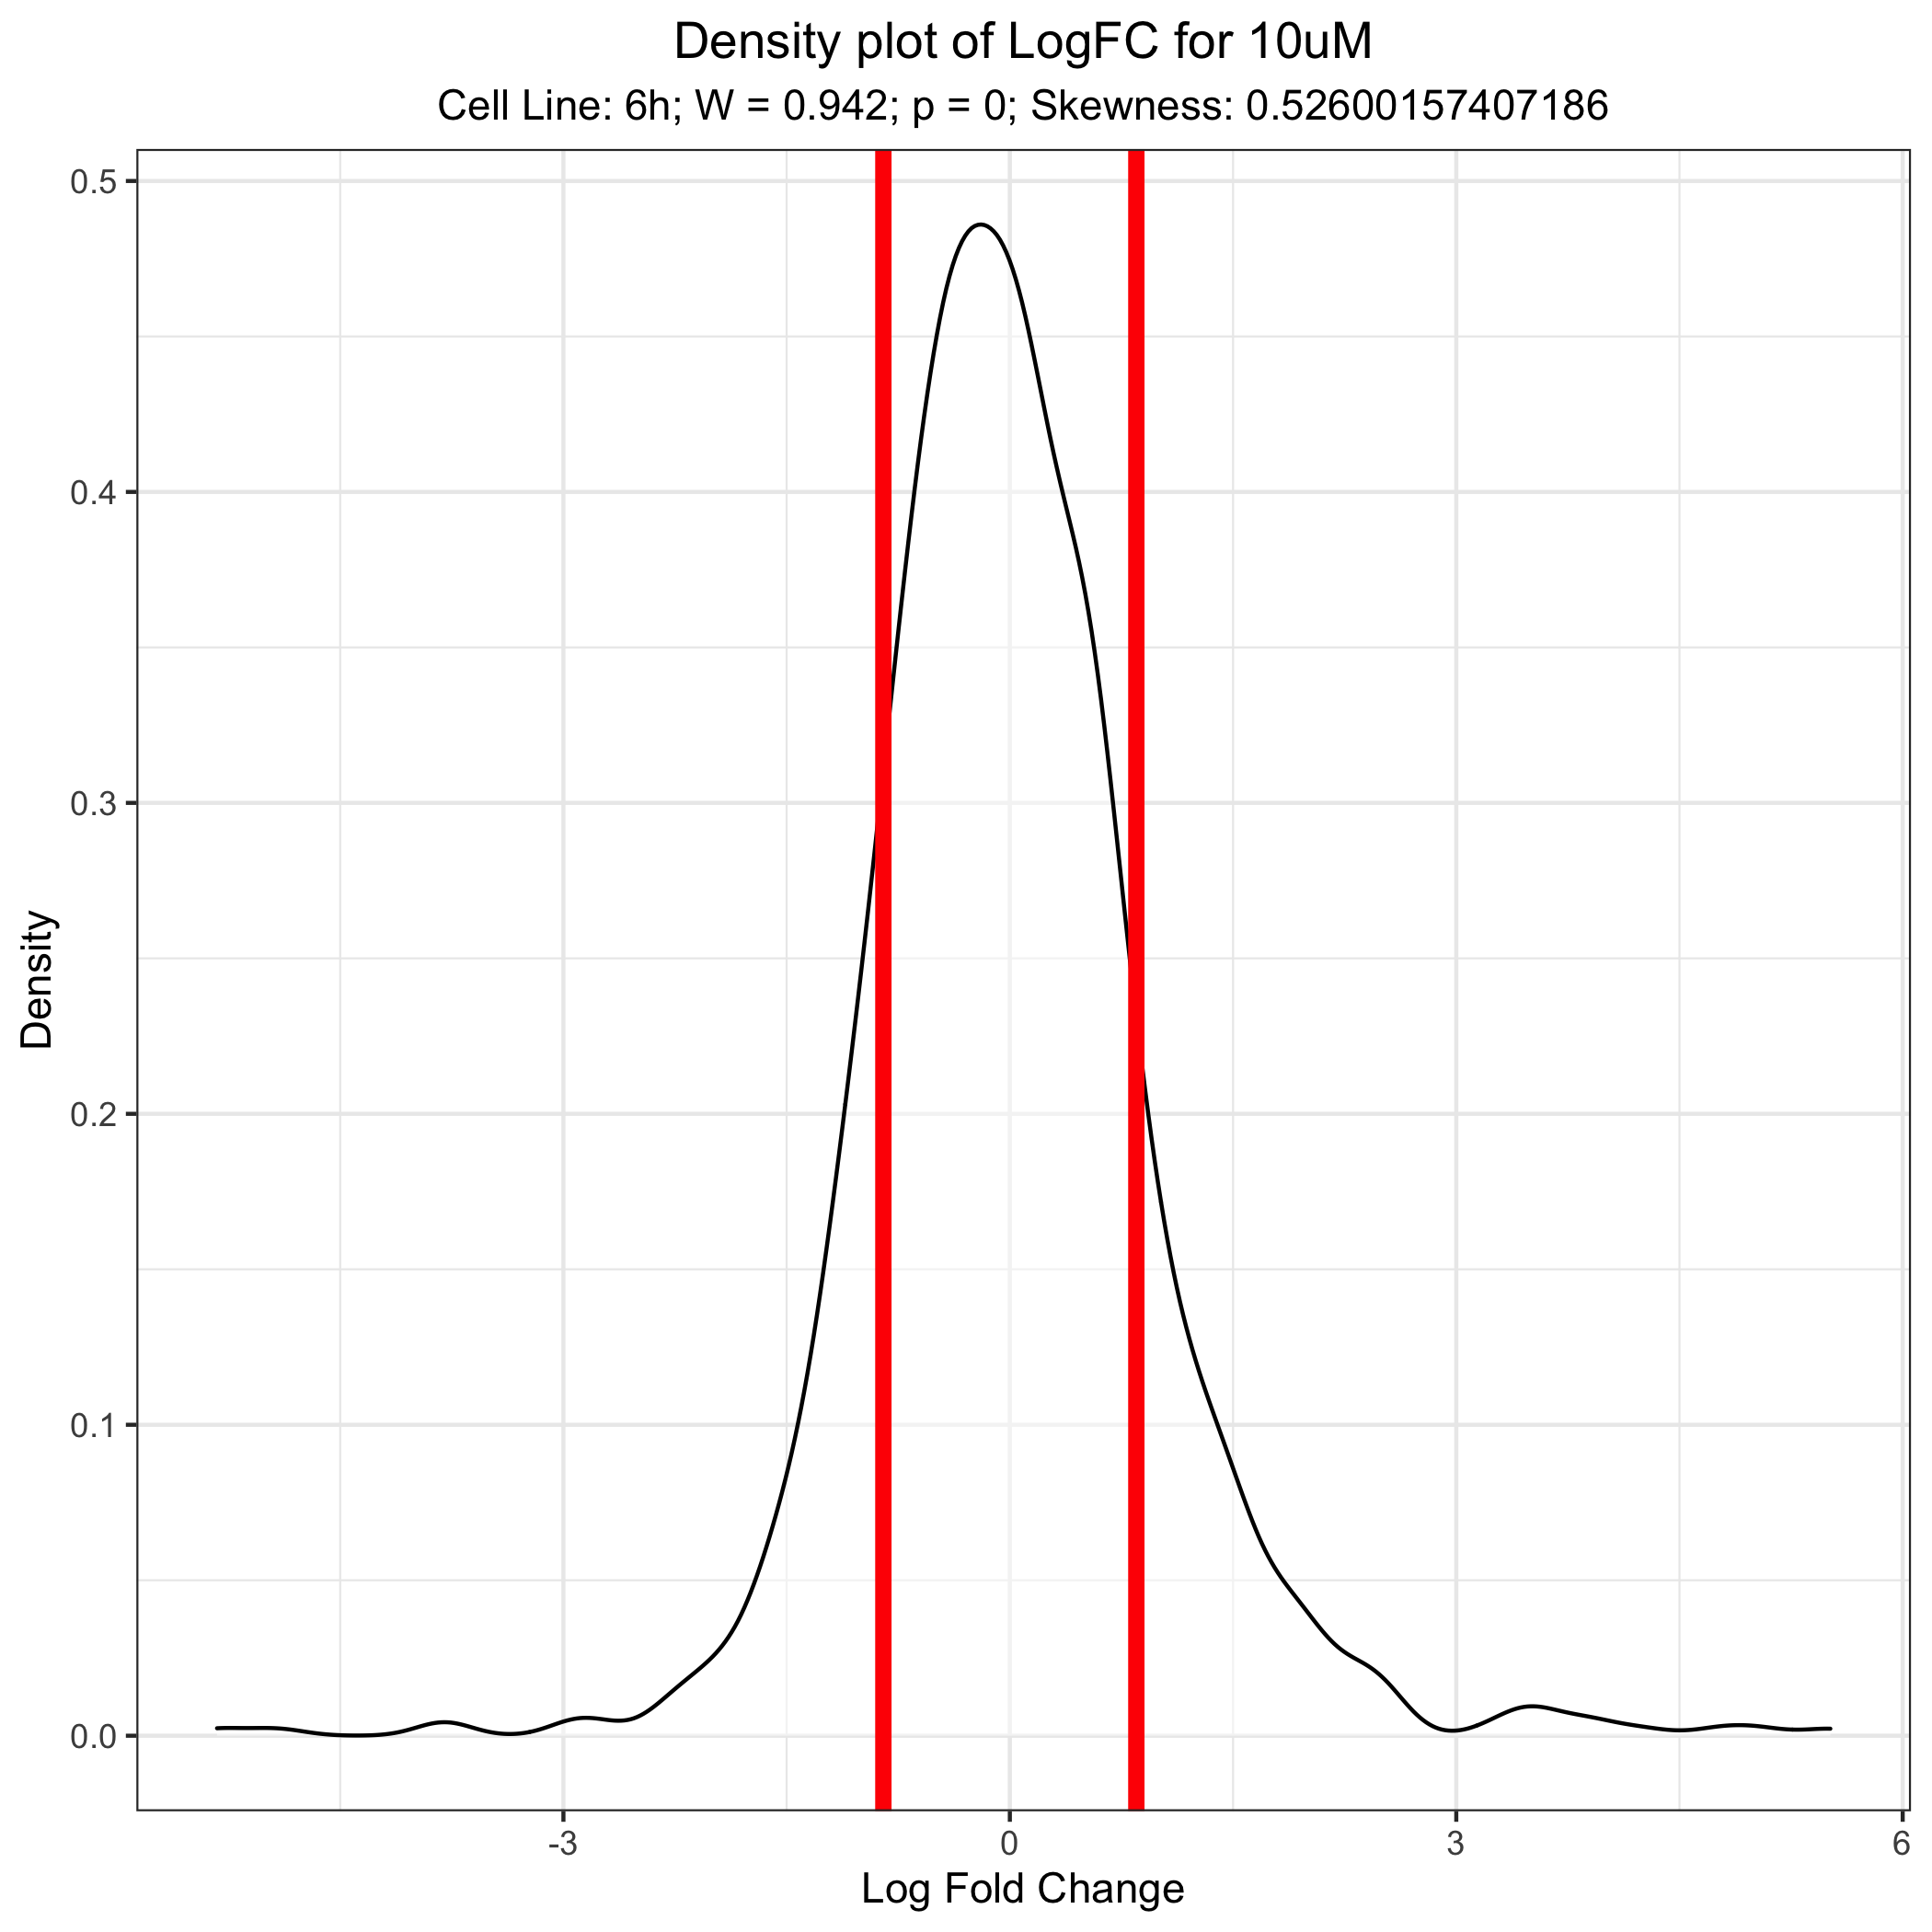 Density plot of LogFC for 10uM
Cell Line: 6h; W = 0.942; p = 0; Skewness: 0.52600157407186
0.5
0.4
0.3
0.2
0.1
0.0
Density
-3 0 3 6
Log Fold Change